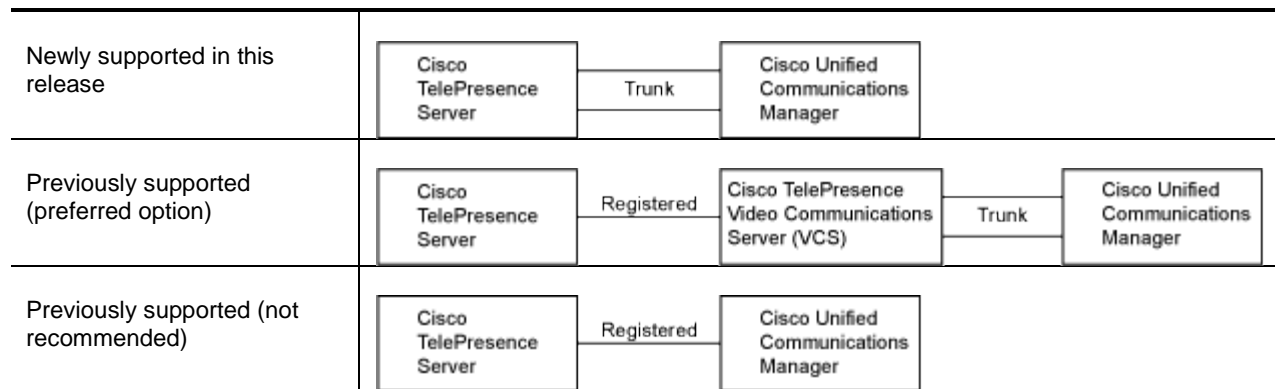 Newly supported in this
release
Cisco
TelePresence
Server
Trunk
Cisco Unified
Communications
Manager
Previously supported
(preferred option)
Cisco
TelePresence
Server
Registered
Cisco TelePresence
Video Communications
Server (VCS)
Trunk
Cisco Unified
Communications
Manager
Previously supported (not
recommended)
Cisco
TelePresence
Server
Registered
Cisco Unified
Communications
Manager